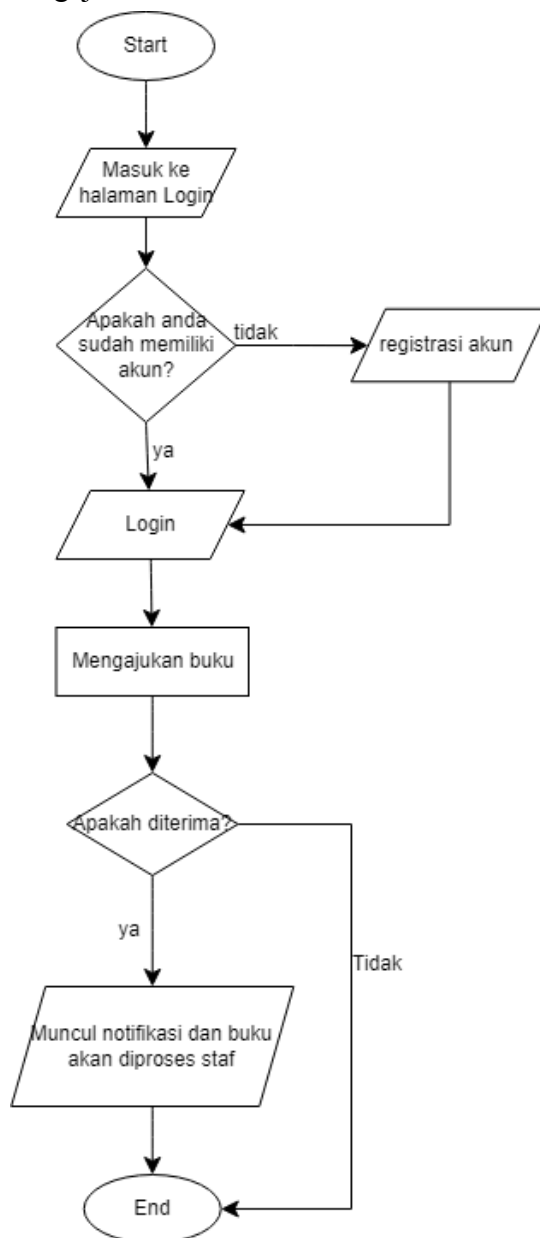 Start
Masuk ke
halaman Login
Apakah anda
sudah memiliki
akun?
tidak
registrasi akun
ya
Login
Mengajukan buku
Apakah diterima?
ya
Tidak
Muncul notifikasi dan buku
akan diproses staf
End